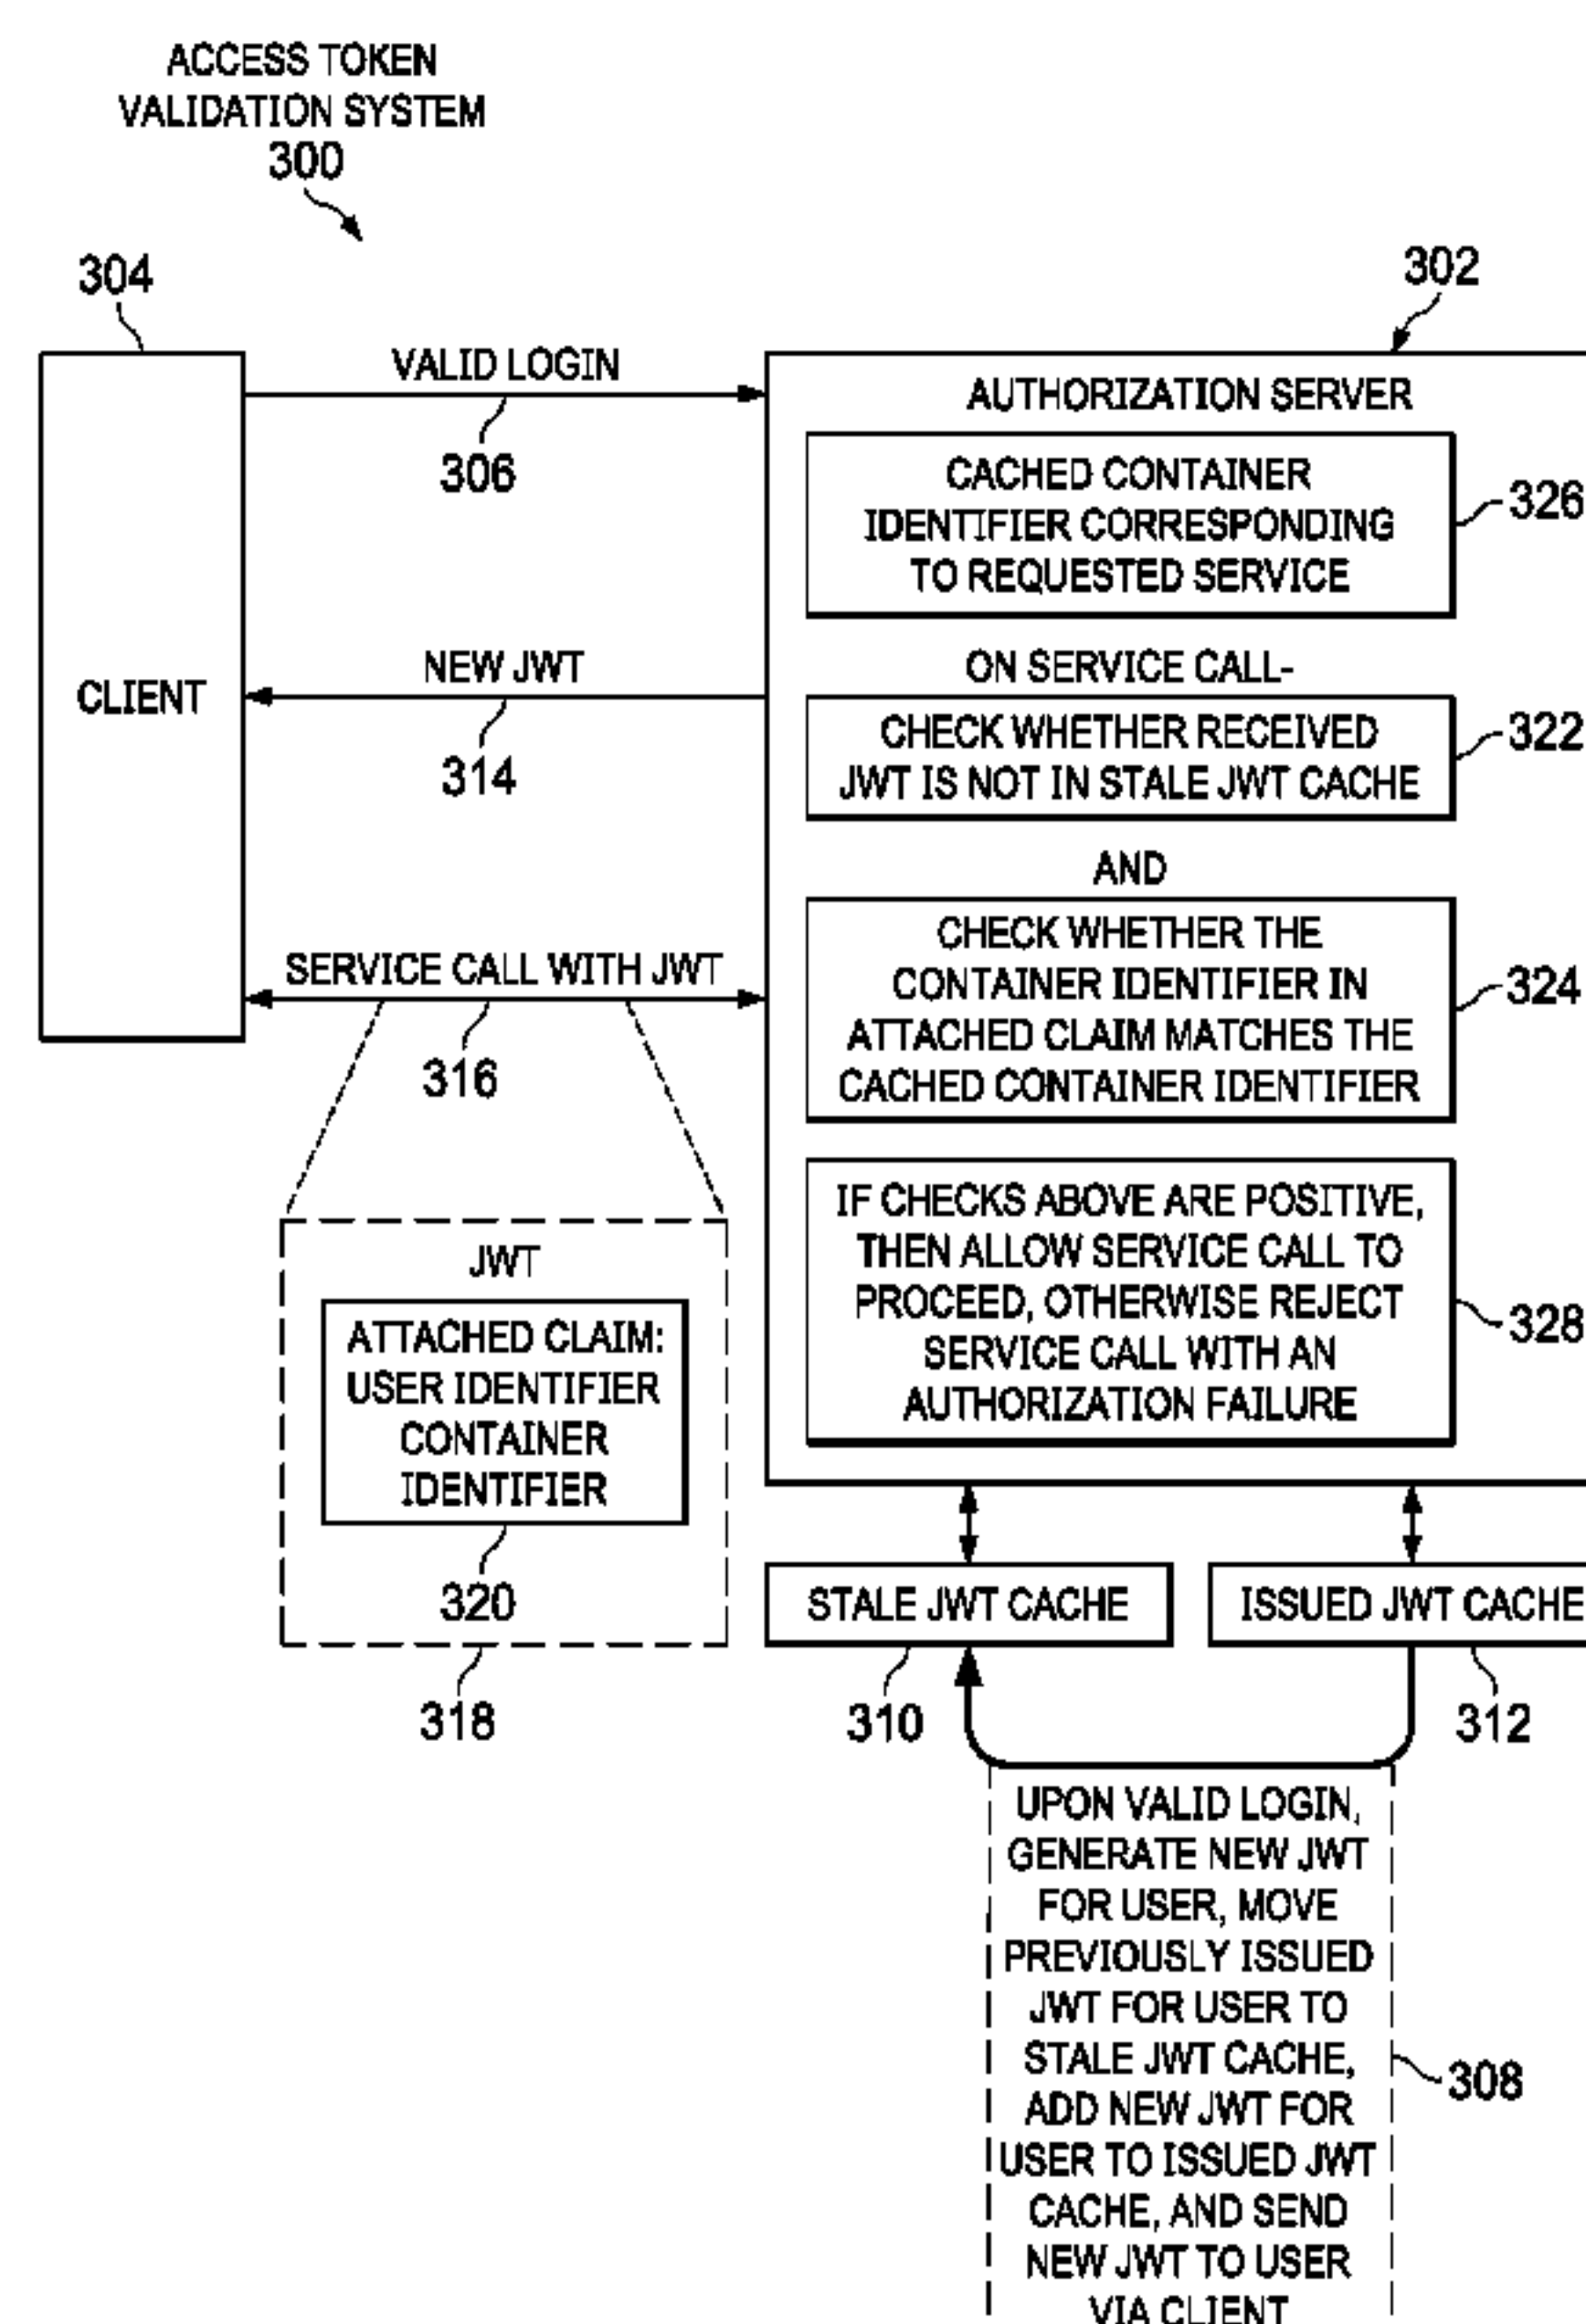 ACCESS TOKEN
VALIDATION SYSTEM
300
304
302
VALID LOGIN
306
NEW JWT
314
CLIENT
SERVICE CALL WITH JWT
316
JWT
ATTACHED CLAIM:
USER IDENTIFIER
CONTAINER
IDENTIFIER
320
318
AUTHORIZATION SERVER
CACHED CONTAINER
IDENTIFIER CORRESPONDING
TO REQUESTED SERVICE
326
ON SERVICE CALL-
CHECK WHETHER RECEIVED
JWT IS NOT IN STALE JWT CACHE
322
AND
CHECK WHETHER THE
CONTAINER IDENTIFIER IN
ATTACHED CLAIM MATCHES THE
CACHED CONTAINER IDENTIFIER
324
IF CHECKS ABOVE ARE POSITIVE,
THEN ALLOW SERVICE CALL TO
PROCEED, OTHERWISE REJECT
SERVICE CALL WITH AN
AUTHORIZATION FAILURE
328
STALE JWT CACHE
310
ISSUED JWT CACHE
312
UPON VALID LOGIN,
GENERATE NEW JWT
FOR USER, MOVE
PREVIOUSLY ISSUED
JWT FOR USER TO
STALE JWT CACHE,
ADD NEW JWT FOR
USER TO ISSUED JWT
CACHE, AND SEND
NEW JWT TO USER
VIA CLIENT
308